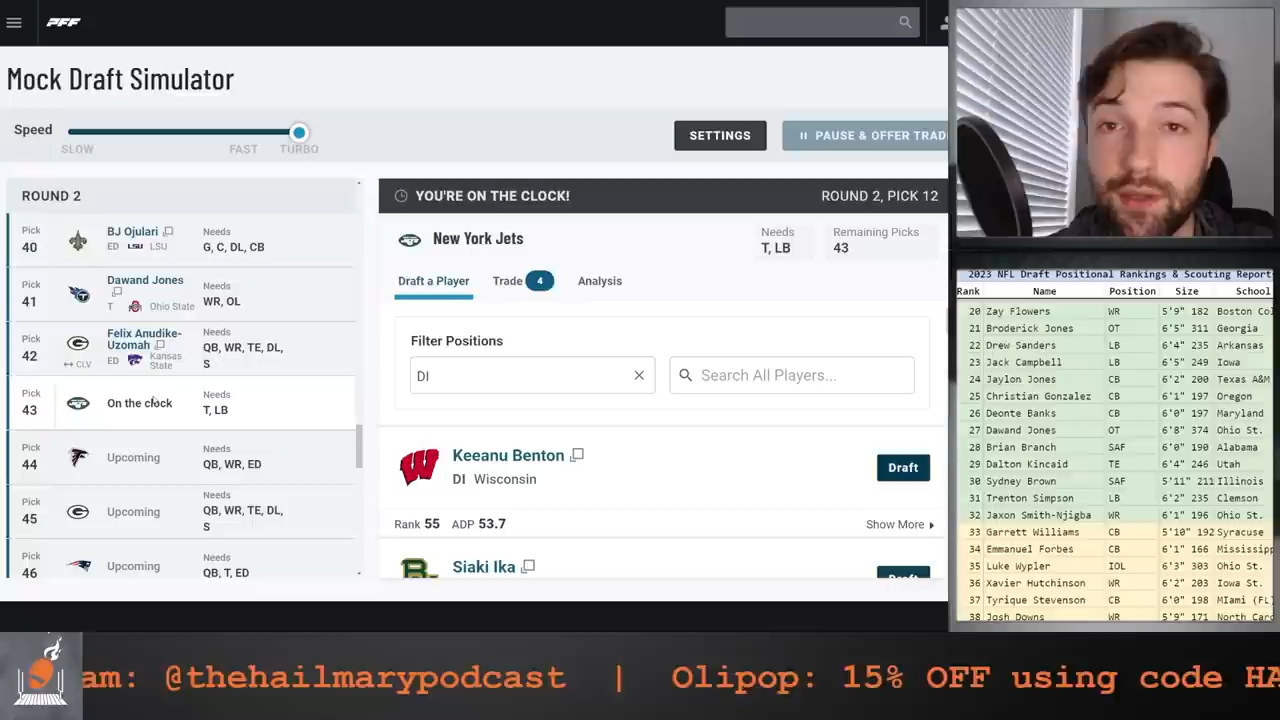 PFF
Mock Draft Simulator
Speed
SLOW
FAST
TURBO
SETTINGS
PAUSE & OFFER TRAD
ROUND 2
Pick
40
BJ Ojulari
ED LSU LSU
Needs
G, C, DL, CB
Pick
41
Dawand Jones
T Ohio State
Needs
WR, OL
Pick
42
CLV
Felix Anudike-
Uzomah
ED Kansas
State
Needs
QB, WR, TE, DL,
S
Pick
43
On the clock
Needs
T, LB
Pick
44
Upcoming
Needs
QB, WR, ED
Pick
45
Upcoming
Needs
QB, WR, TE, DL,
S
Pick
46
Upcoming
Needs
QB, T, ED
YOU'RE ON THE CLOCK!
ROUND 2, PICK 12
New York Jets
Needs
T, LB
Remaining Picks
43
Draft a Player
Trade 4
Analysis
Filter Positions
DI
Search All Players...
Keeanu Benton
DI Wisconsin
Draft
Rank 55 ADP 53.7
Show More
Siaki Ika
Draft
2023 NFL Draft Positional Rankings & Scouting Report
Rank Name Position Size School
20 Zay Flowers WR 5'9" 182 Boston Co
21 Broderick Jones OT 6'5" 311 Georgia
22 Drew Sanders LB 6'4" 235 Arkansas
23 Jack Campbell LB 6'5" 249 Iowa
24 Jaylon Jones CB 6'2" 200 Texas A&M
25 Christian Gonzalez CB 6'1" 197 Oregon
26 Deonte Banks CB 6'0" 197 Maryland
27 Dawand Jones OT 6'8" 374 Ohio St.
28 Brian Branch SAF 6'0" 190 Alabama
29 Dalton Kincaid TE 6'4" 246 Utah
30 Sydney Brown SAF 5'11" 211 Illinois
31 Trenton Simpson LB 6'2" 235 Clemson
32 Jaxon Smith-Njigba WR 6'1" 196 Ohio St.
33 Garrett Williams CB 5'10" 192 Syracuse
34 Emmanuel Forbes CB 6'1" 166 Mississipp
35 Luke Wypler IOL 6'3" 303 Ohio St.
36 Xavier Hutchinson WR 6'2" 203 Iowa St.
37 Tyrique Stevenson CB 6'0" 198 MIami (FL)
38 Josh Downs WR 5'9" 171 North Caro
am: @thehailmarypodcast | Olipop: 15% OFF using code HA